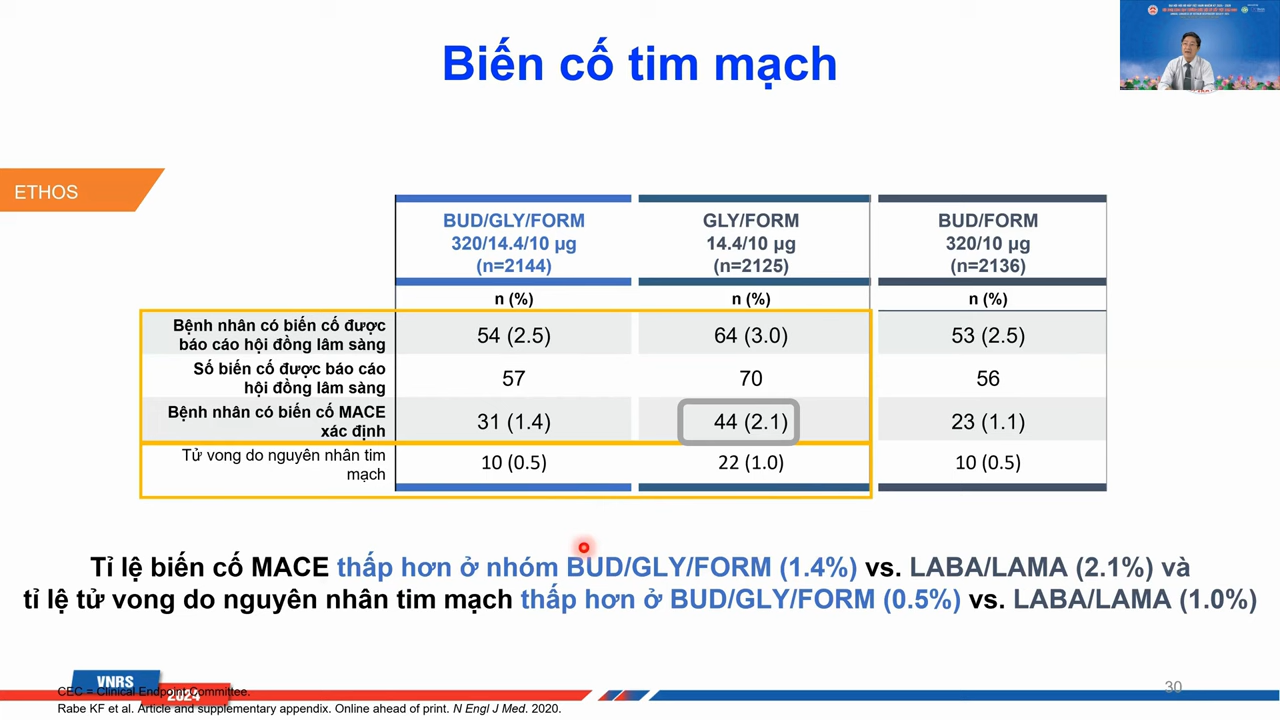 Biến cố tim mạch
ETHOS
BUD/GLY/FORM
320/14.4/10 µg
(n=2144)
GLY/FORM
14.4/10 µg
(n=2125)
BUD/FORM
320/10 µg
(n=2136)
n (%)
n (%)
n (%)
Bệnh nhân có biến cố được
báo cáo hội đồng lâm sàng
54 (2.5)
64 (3.0)
53 (2.5)
Số biến cố được báo cáo
hội đồng lâm sàng
57
70
56
Bệnh nhân có biến cố MACE
xác định
31 (1.4)
44 (2.1)
23 (1.1)
Tử vong do nguyên nhân tim
mạch
10 (0.5)
22 (1.0)
10 (0.5)
Tỉ lệ biến cố MACE thấp hơn ở nhóm BUD/GLY/FORM (1.4%) vs. LABA/LAMA (2.1%) và
tỉ lệ tử vong do nguyên nhân tim mạch thấp hơn ở BUD/GLY/FORM (0.5%) vs. LABA/LAMA (1.0%)
VNRS
2024
CEC = Clinical Endpoint Committee.
Rabe KF et al. Article and supplementary appendix. Online ahead of print. N Engl J Med. 2020.
30